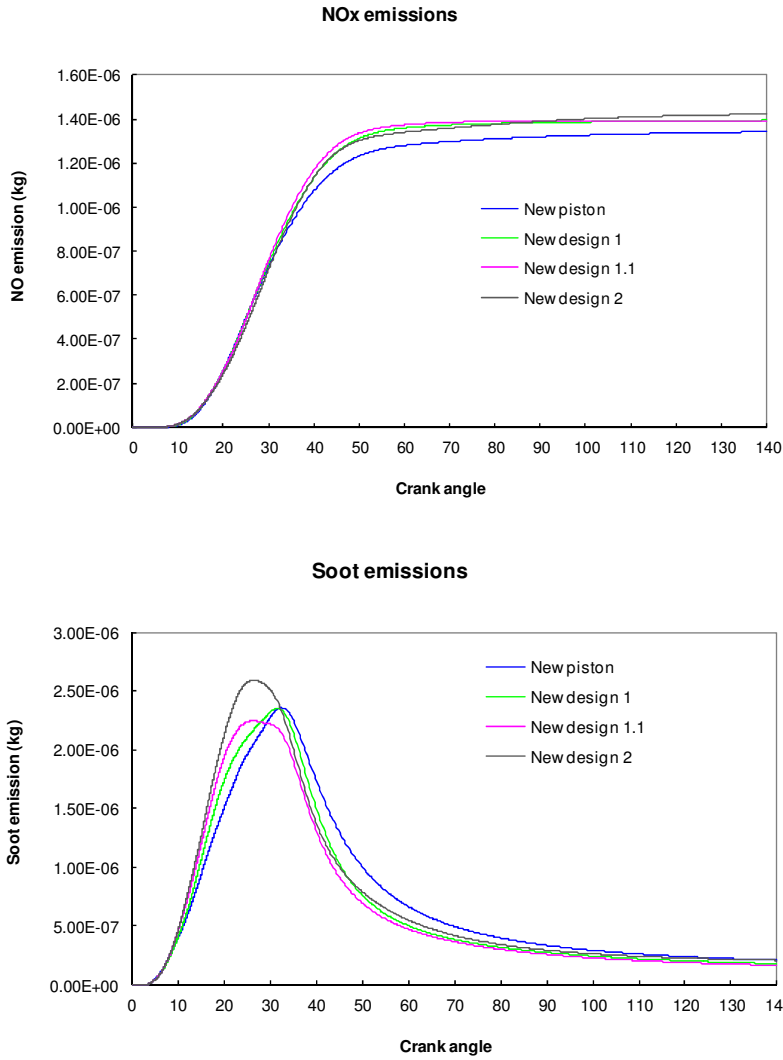 NOx emissions
1.60E-06
1.40E-06
1.20E-06
1.00E-06
8.00E-07
6.00E-07
4.00E-07
2.00E-07
0.00E+00
NO emission (kg)
New piston
New design 1
New design 1.1
New design 2
0 10 20 30 40 50 60 70 80 90 100 110 120 130 140
Crank angle
Soot emissions
3.00E-06
2.50E-06
2.00E-06
1.50E-06
1.00E-06
5.00E-07
0.00E+00
Soot emission (kg)
New piston
New design 1
New design 1.1
New design 2
0 10 20 30 40 50 60 70 80 90 100 110 120 130 14
Crank angle